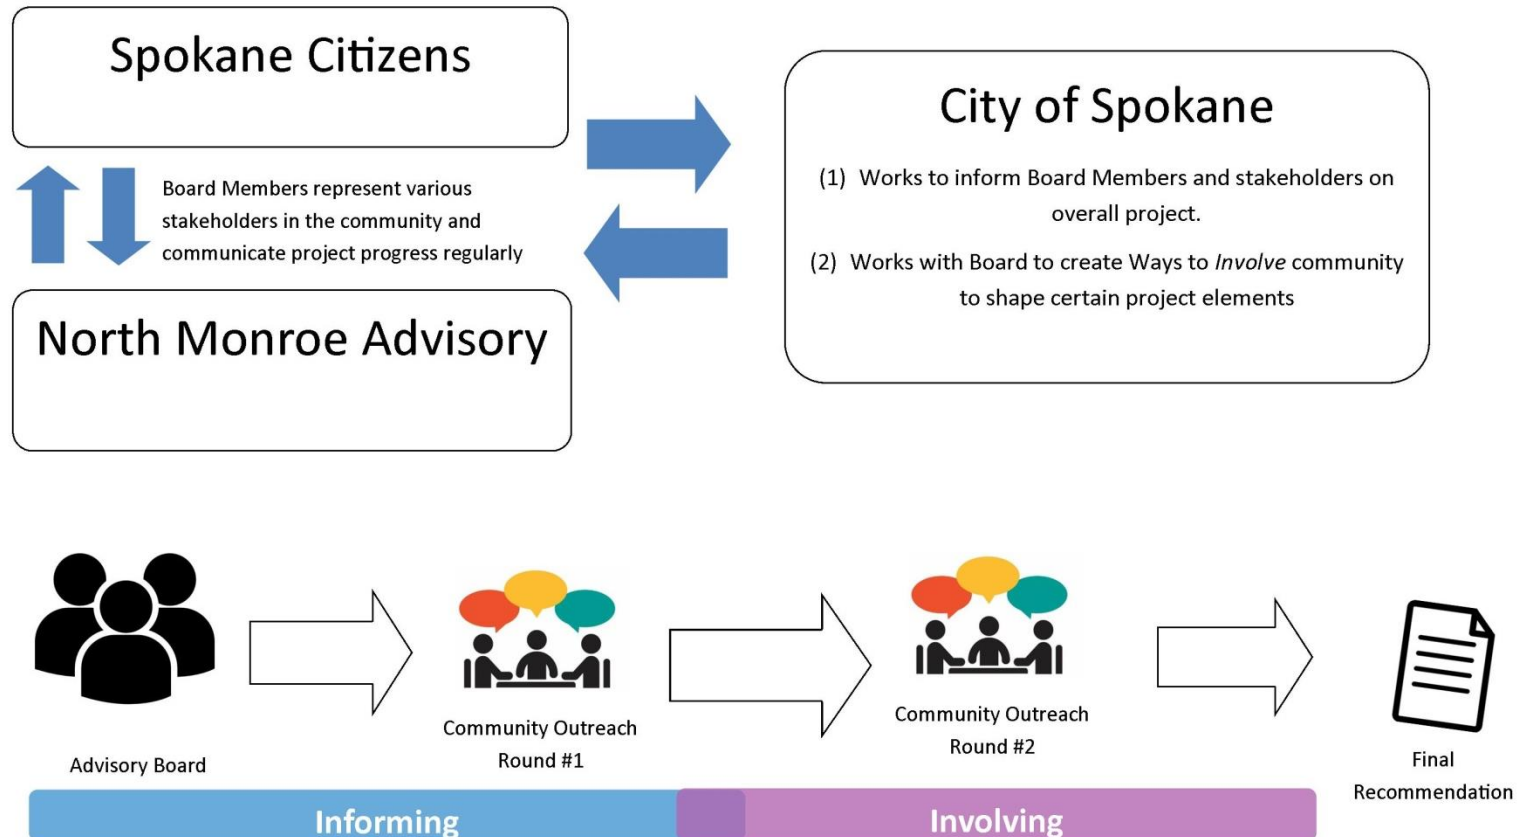 Spokane Citizens
Board Members represent various
stakeholders in the community and
communicate project progress regularly
North Monroe Advisory
City of Spokane
(1) Works to inform Board Members and stakeholders on
overall project.
(2) Works with Board to create Ways to Involve community
to shape certain project elements
Advisory Board
Community Outreach
Round #1
Community Outreach
Round #2
Final
Recommendation
Informing
Involving